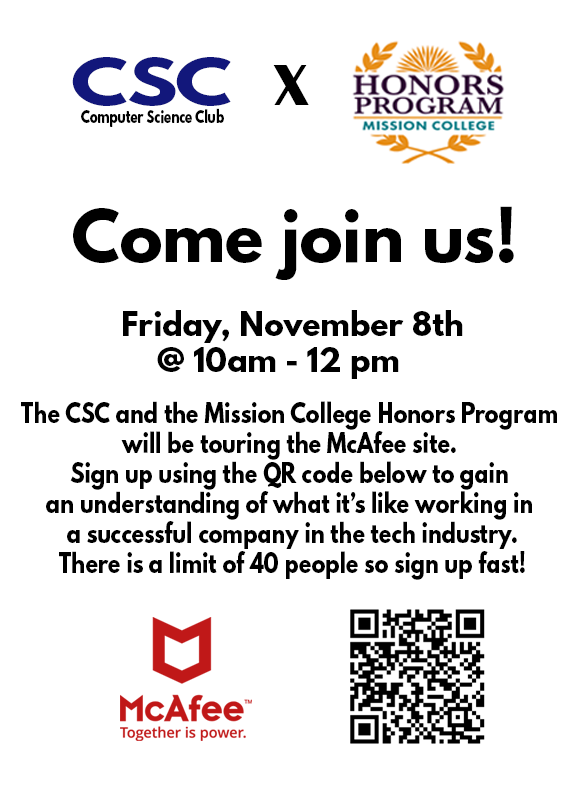 CSC
Computer Science Club
X
HONORS
PROGRAM
MISSION COLLEGE
Come join us!
Friday, November 8th
@ 10am - 12 pm
The CSC and the Mission College Honors Program
will be touring the McAfee site.
Sign up using the QR code below to gain
an understanding of what it's like working in
a successful company in the tech industry.
There is a limit of 40 people so sign up fast!
McAfee™
Together is power.